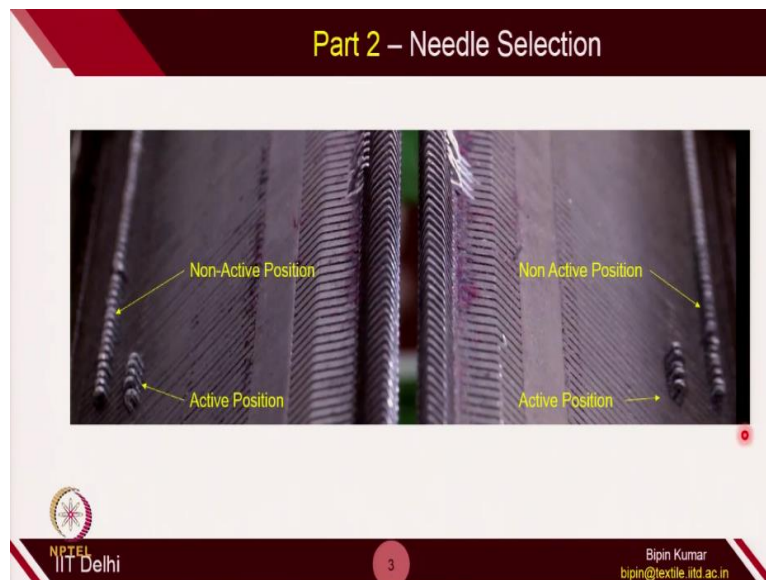 Part 2 – Needle Selection
Non-Active Position
Non Active Position
Active Position
Active Position
NPTEL
IIT Delhi
3
Bipin Kumar
bipin@textile.iitd.ac.in